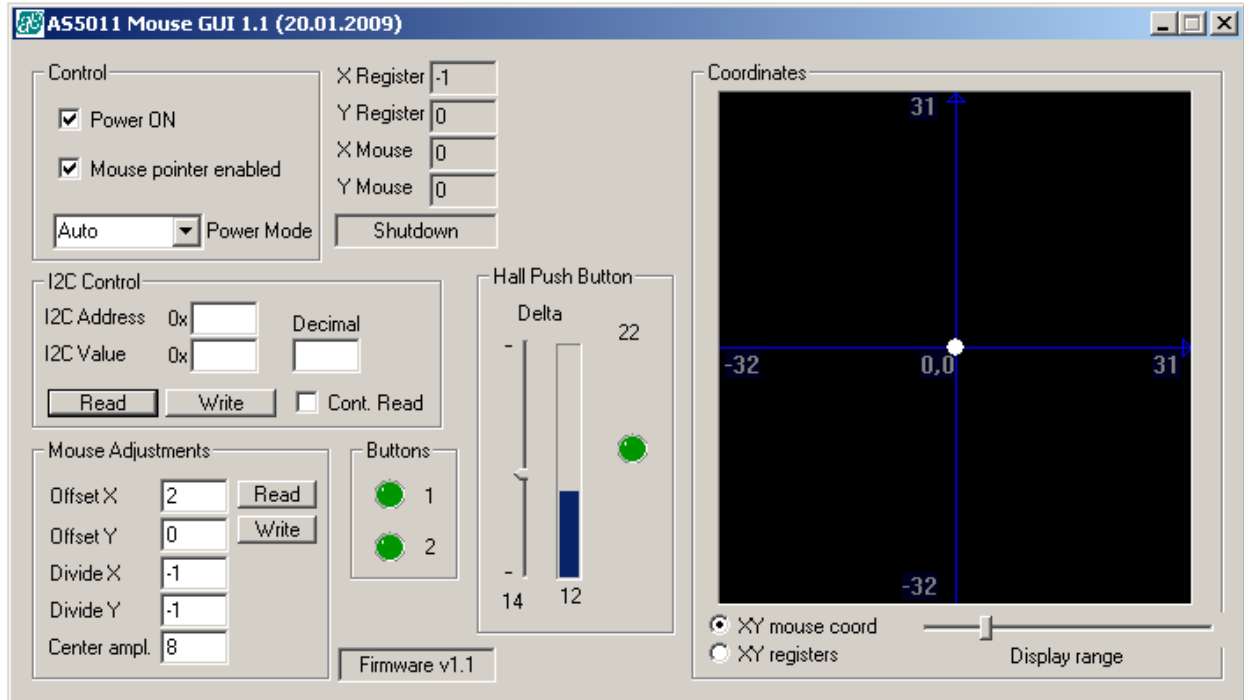 AS5011 Mouse GUI 1.1 (20.01.2009)
Control
Power ON
Mouse pointer enabled
Auto Power Mode
X Register -1
Y Register 0
X Mouse 0
Y Mouse 0
Shutdown
I2C Control
I2C Address 0x
I2C Value 0x
Decimal
Read Write Cont. Read
Mouse Adjustments
Offset X 2 Read
Offset Y 0 Write
Divide X -1
Divide Y -1
Center ampl. 8
Buttons
1
2
Firmware v1.1
Hall Push Button
Delta
22
14 12
Coordinates
31
-32 0,0 31
-32
XY mouse coord
XY registers
Display range